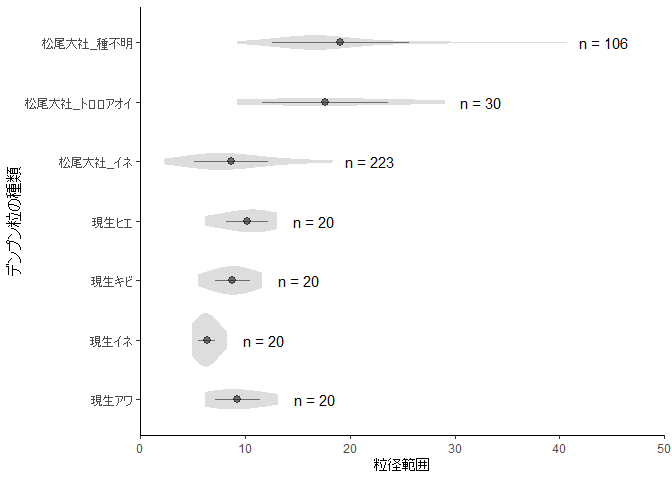 松尾大社_種不明
n = 106
松尾大社_トロロアオイ
n = 30
松尾大社_イネ
n = 223
現生ヒエ
n = 20
現生キビ
n = 20
現生イネ
n = 20
現生アワ
n = 20
デンプン粒の種類
0 10 20 30 40 50
粒径範囲